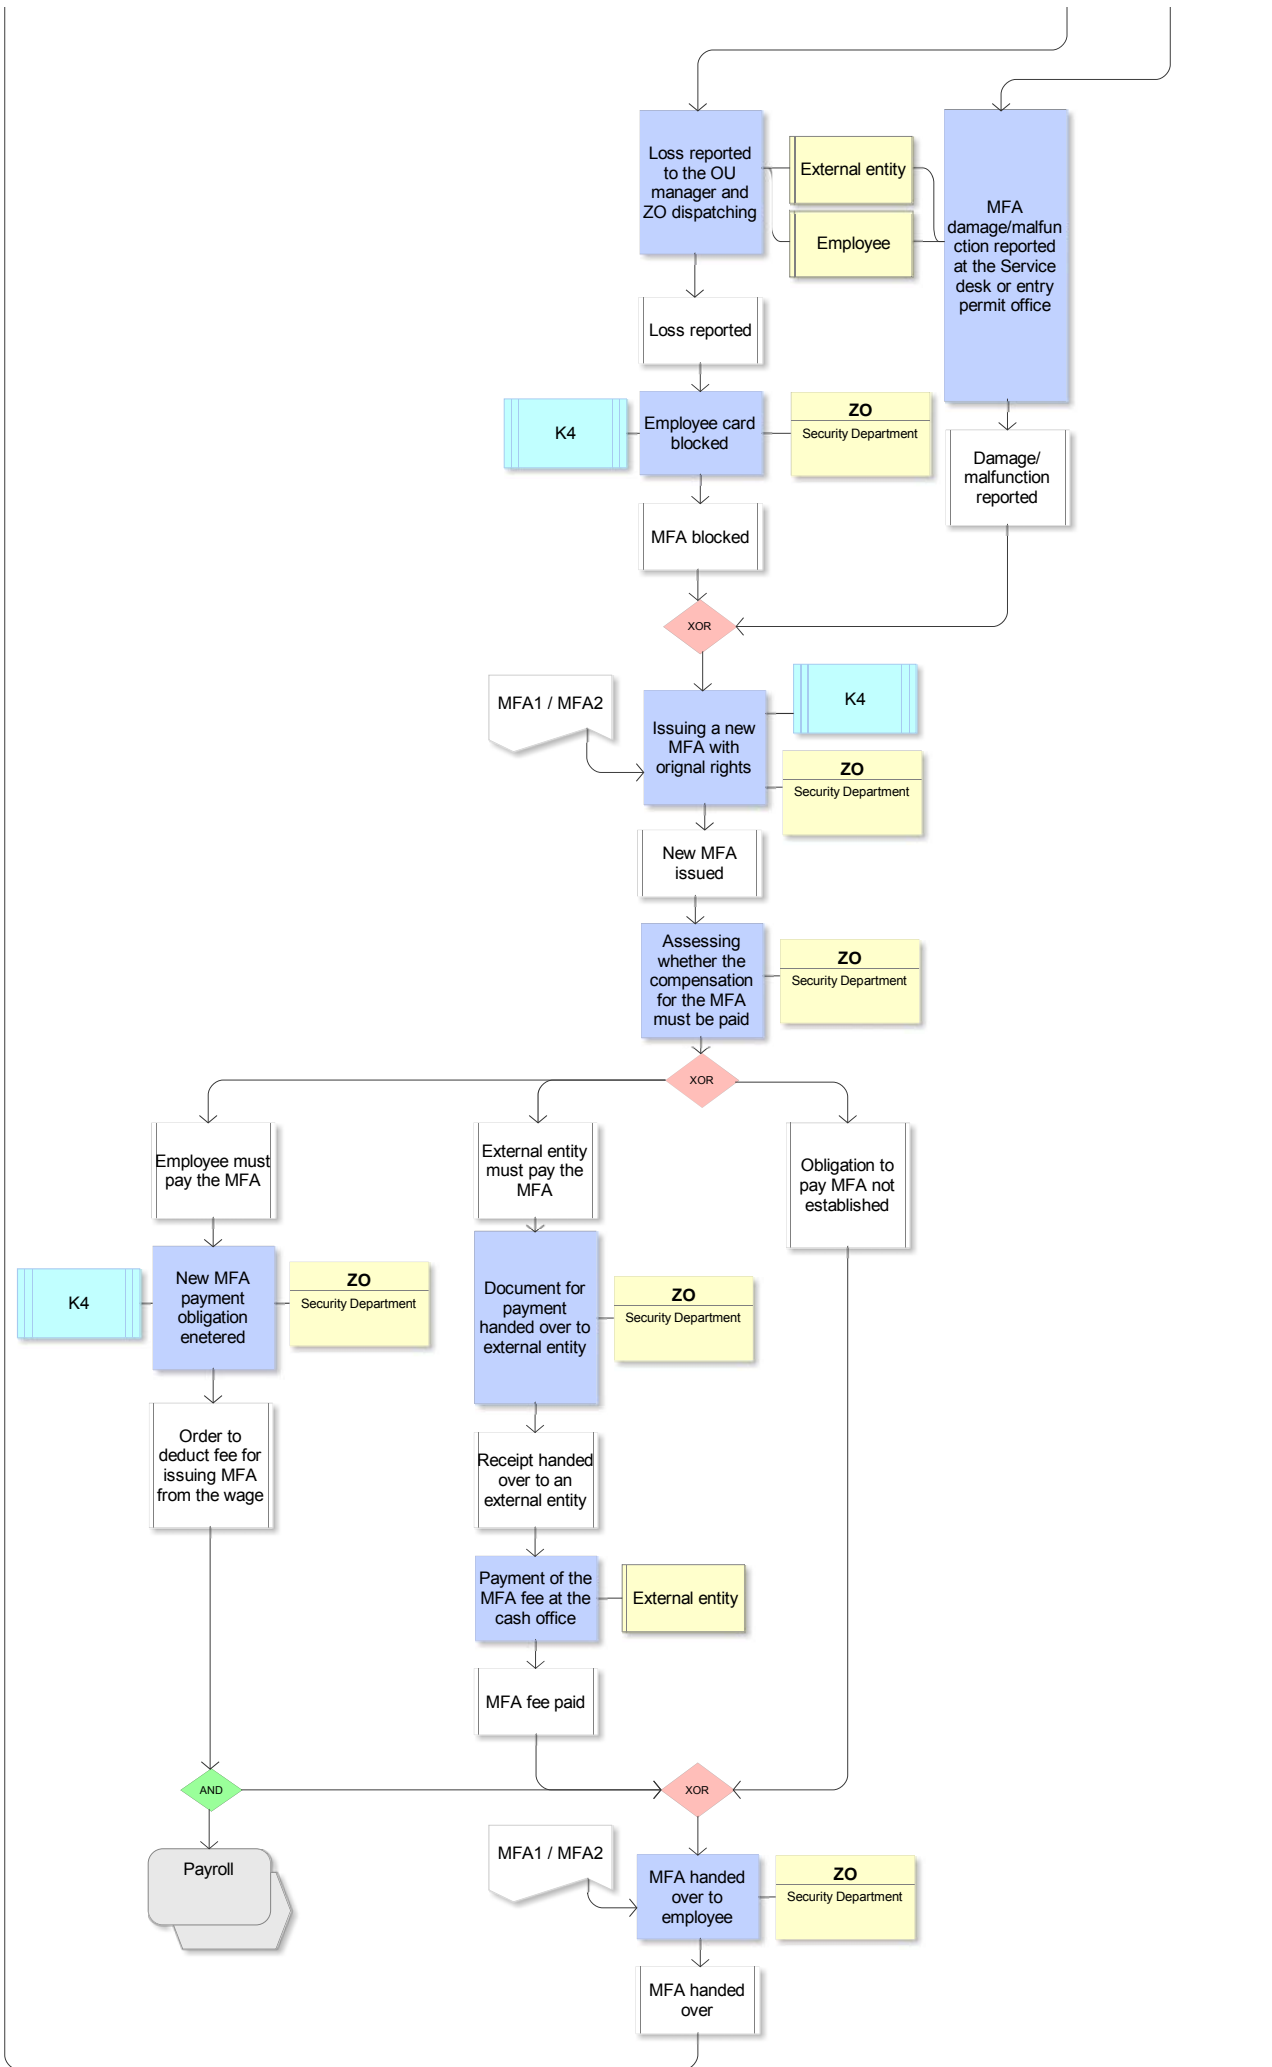 Loss reported
to the OU
manager and
ZO dispatching
External entity
Employee
MFA
damage/malfun
ction reported
at the Service
desk or entry
permit office
Loss reported
K4
Employee card
blocked
ZO
Security Department
Damage/
malfunction
reported
MFA blocked
XOR
MFA1 / MFA2
Issuing a new
MFA with
orignal rights
K4
ZO
Security Department
New MFA
issued
Assessing
whether the
compensation
for the MFA
must be paid
ZO
Security Department
XOR
Employee must
pay the MFA
External entity
must pay the
MFA
Obligation to
pay MFA not
established
K4
New MFA
payment
obligation
enetered
ZO
Security Department
Document for
payment
handed over to
external entity
ZO
Security Department
Order to
deduct fee for
issuing MFA
from the wage
Receipt handed
over to an
external entity
Payment of the
MFA fee at the
cash office
External entity
MFA fee paid
AND
XOR
Payroll
MFA1 / MFA2
MFA handed
over to
employee
ZO
Security Department
MFA handed
over